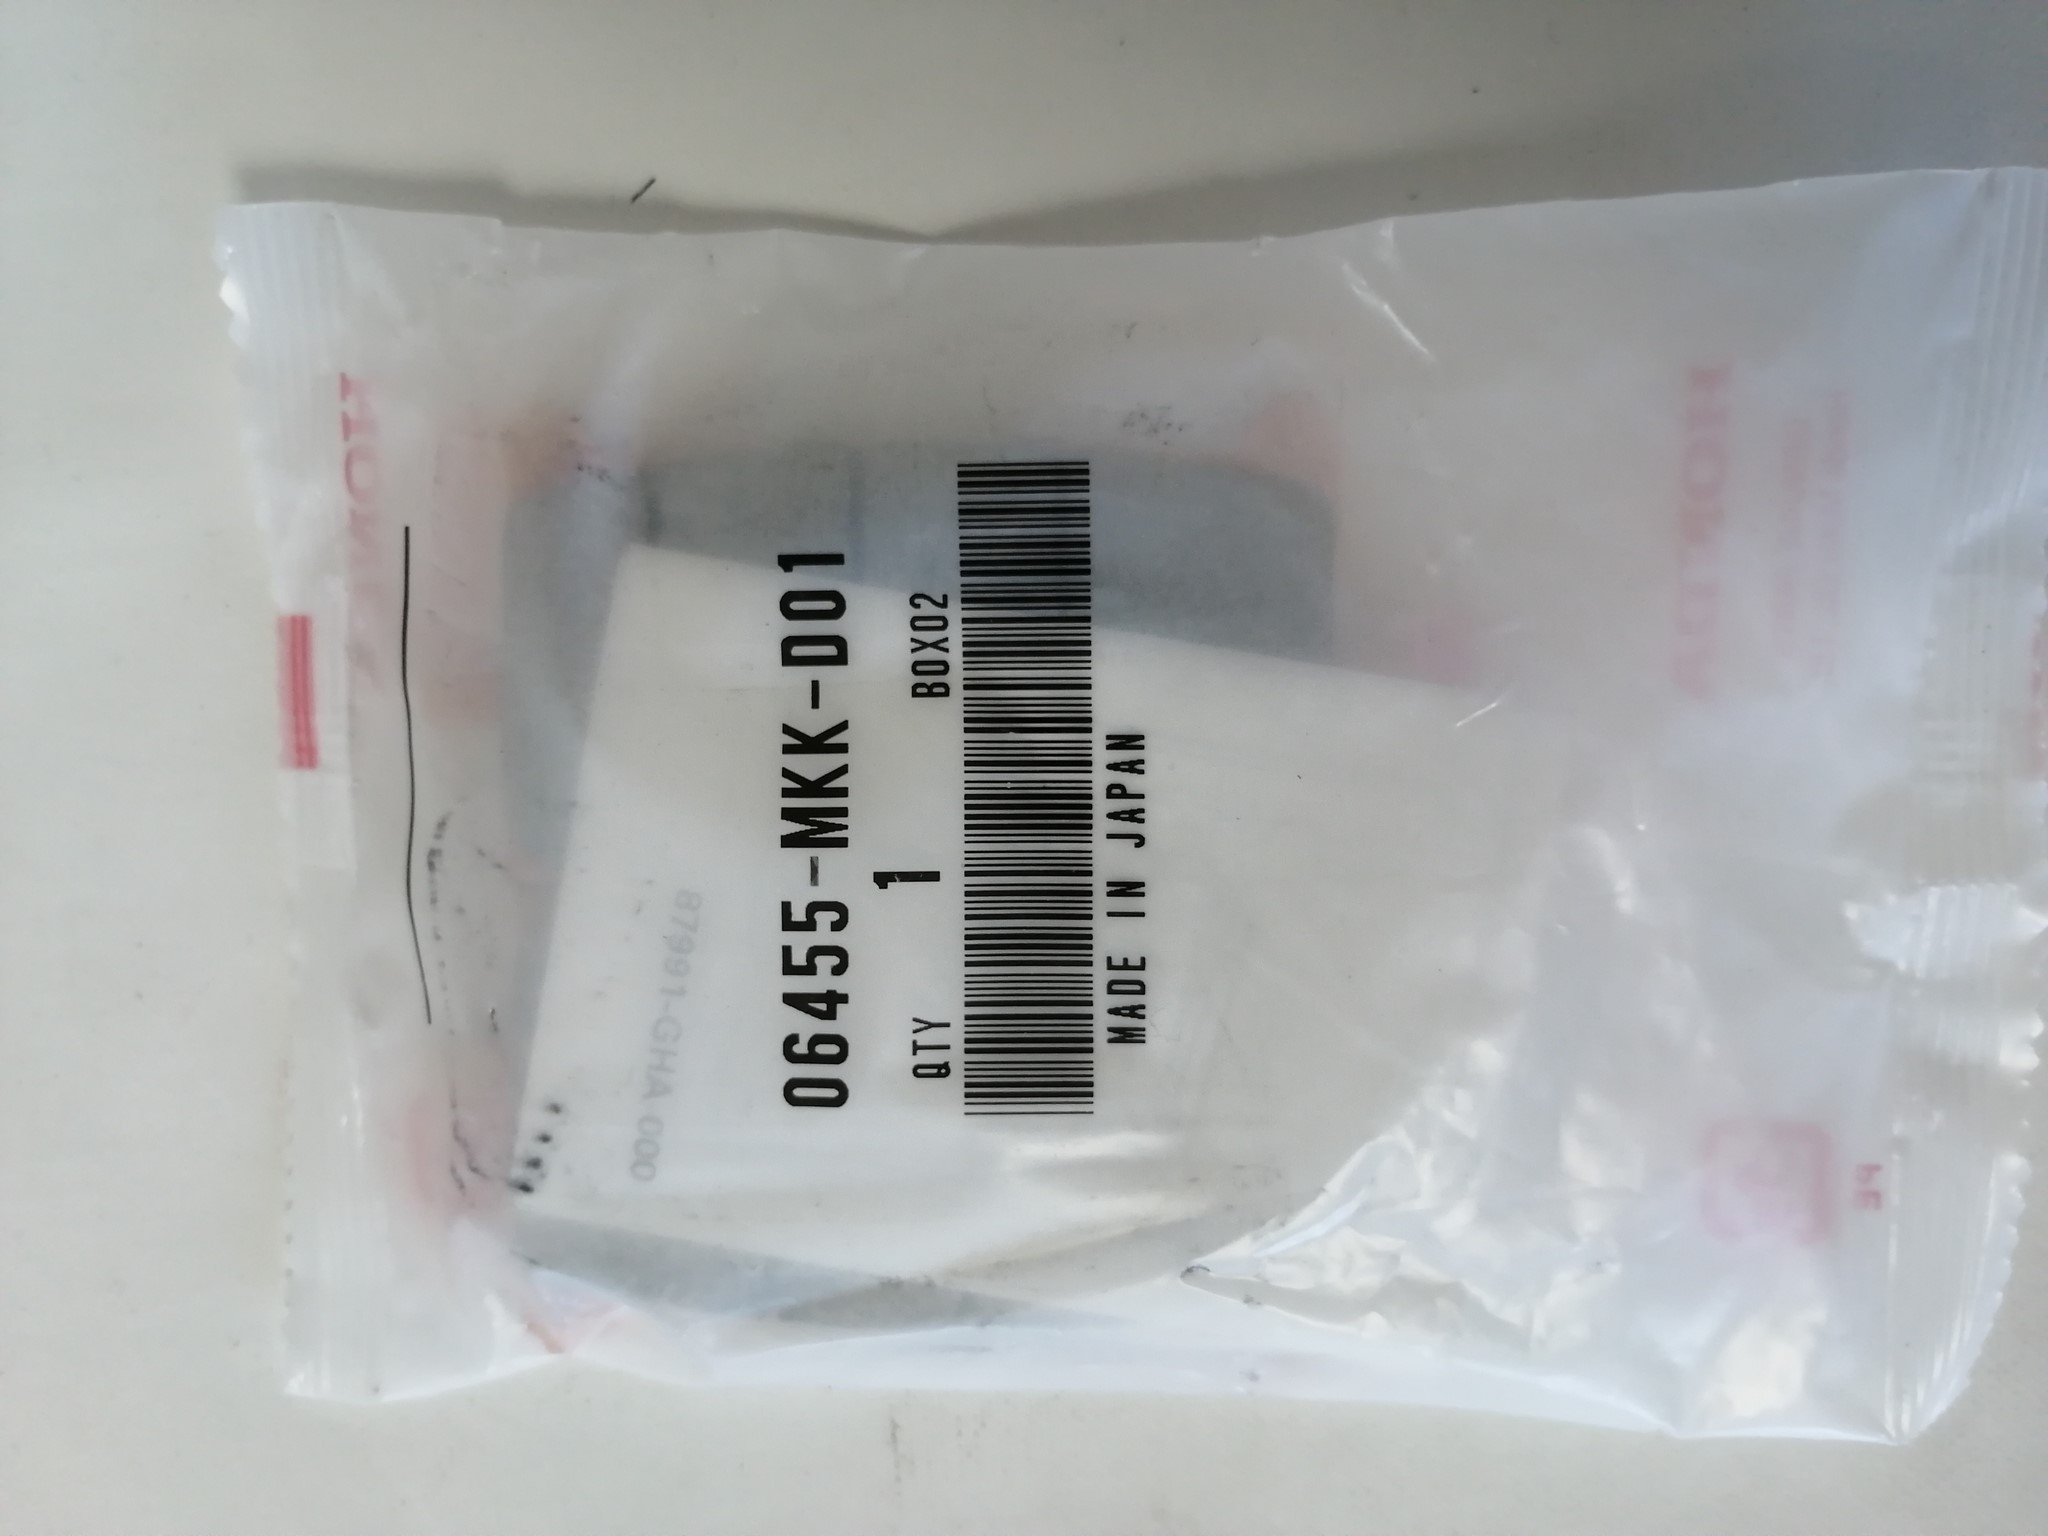 06455-MKK-D01
QTY 1 BOX02
MADE IN JAPAN
87991-GHA 000